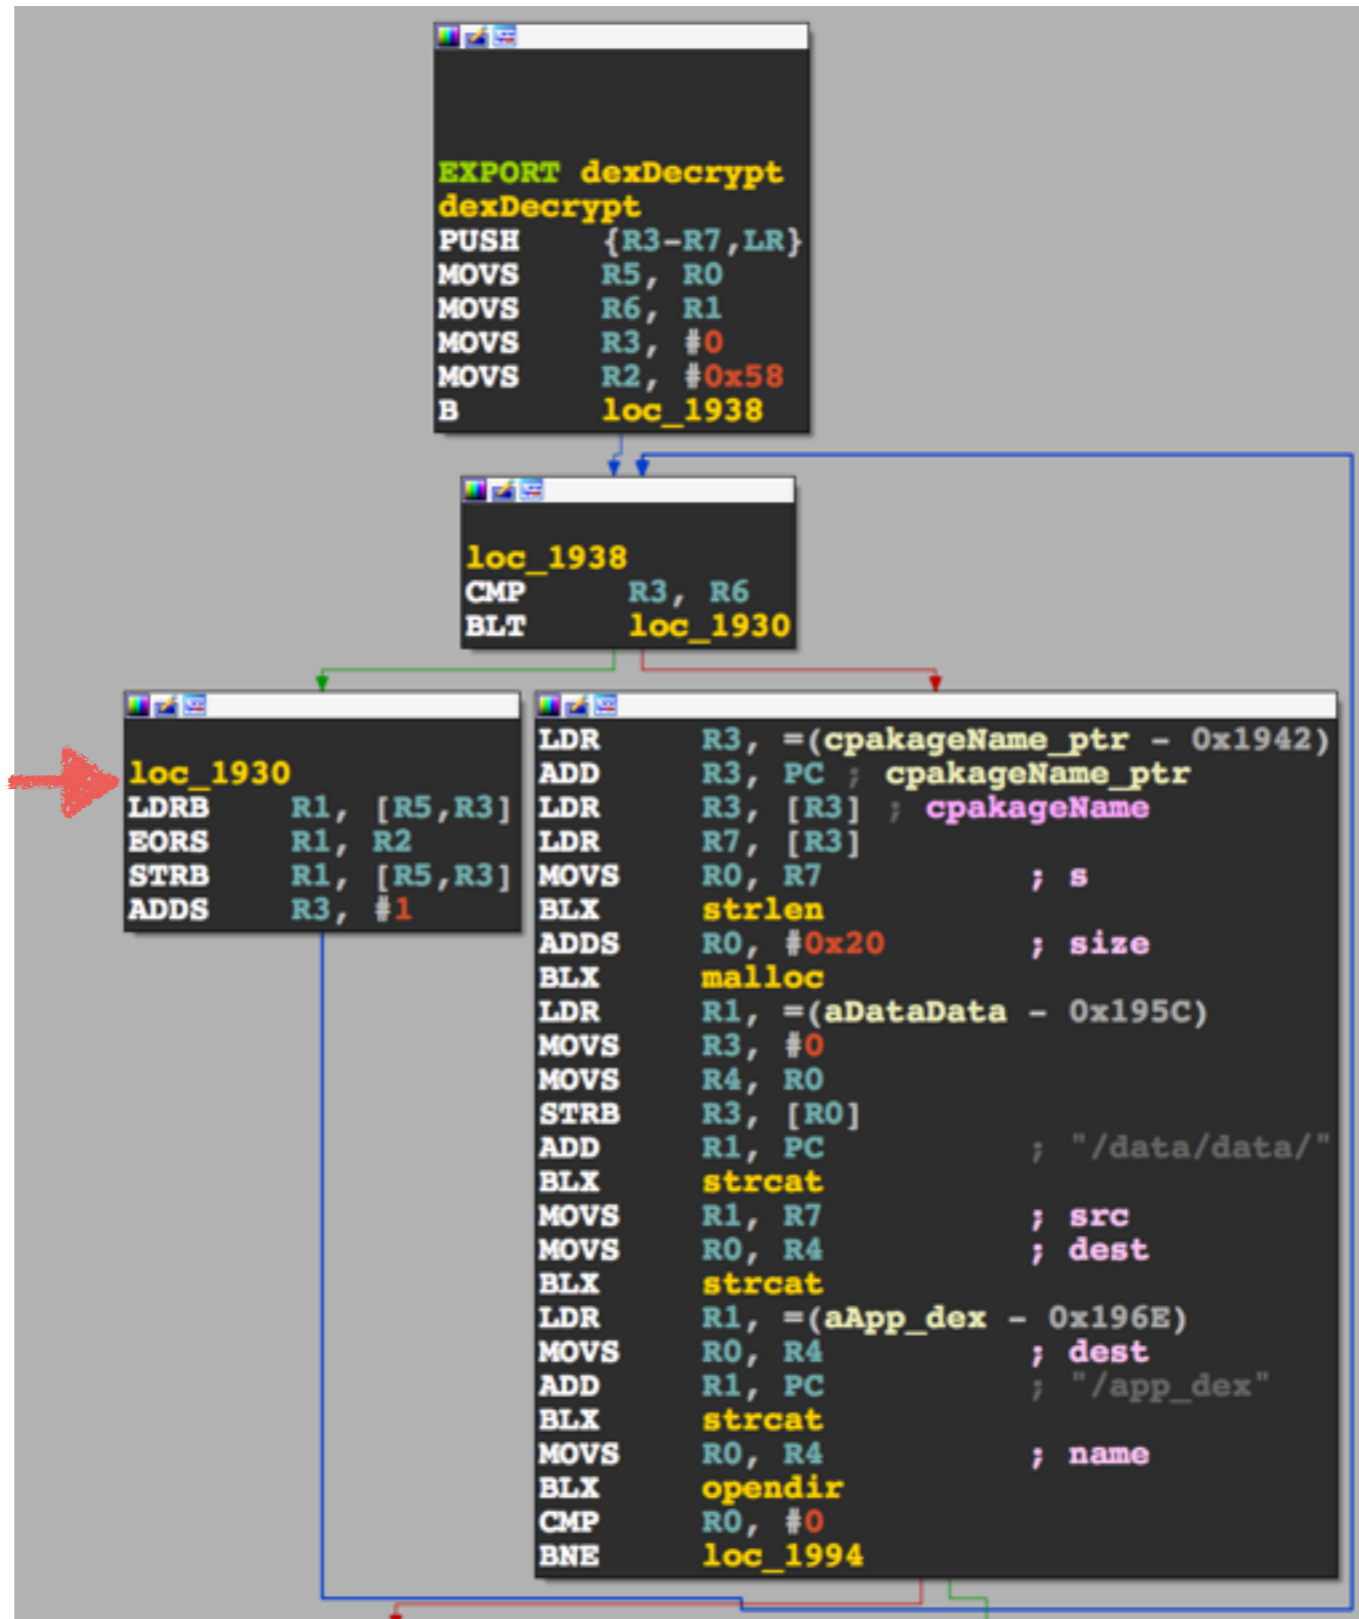 EXPORT dexDecrypt
dexDecrypt
PUSH {R3-R7,LR}
MOVS R5, R0
MOVS R6, R1
MOVS R3, #0
MOVS R2, #0x58
B loc_1938
loc_1938
CMP R3, R6
BLT loc_1930
loc_1930
LDRB R1, [R5,R3]
EORS R1, R2
STRB R1, [R5,R3]
ADDS R3, #1
LDR R3, =(cpakageName_ptr - 0x1942)
ADD R3, PC ; cpakageName_ptr
LDR R3, [R3] ; cpakageName
LDR R7, [R3]
MOVS R0, R7 ; s
BLX strlen
ADDS R0, #0x20 ; size
BLX malloc
LDR R1, =(aDataData - 0x195C)
MOVS R3, #0
MOVS R4, R0
STRB R3, [R0]
ADD R1, PC ; "/data/data/"
BLX strcat
MOVS R1, R7 ; src
MOVS R0, R4 ; dest
BLX strcat
LDR R1, =(aApp_dex - 0x196E)
MOVS R0, R4 ; dest
ADD R1, PC ; "/app_dex"
BLX strcat
MOVS R0, R4 ; name
BLX opendir
CMP R0, #0
BNE loc_1994